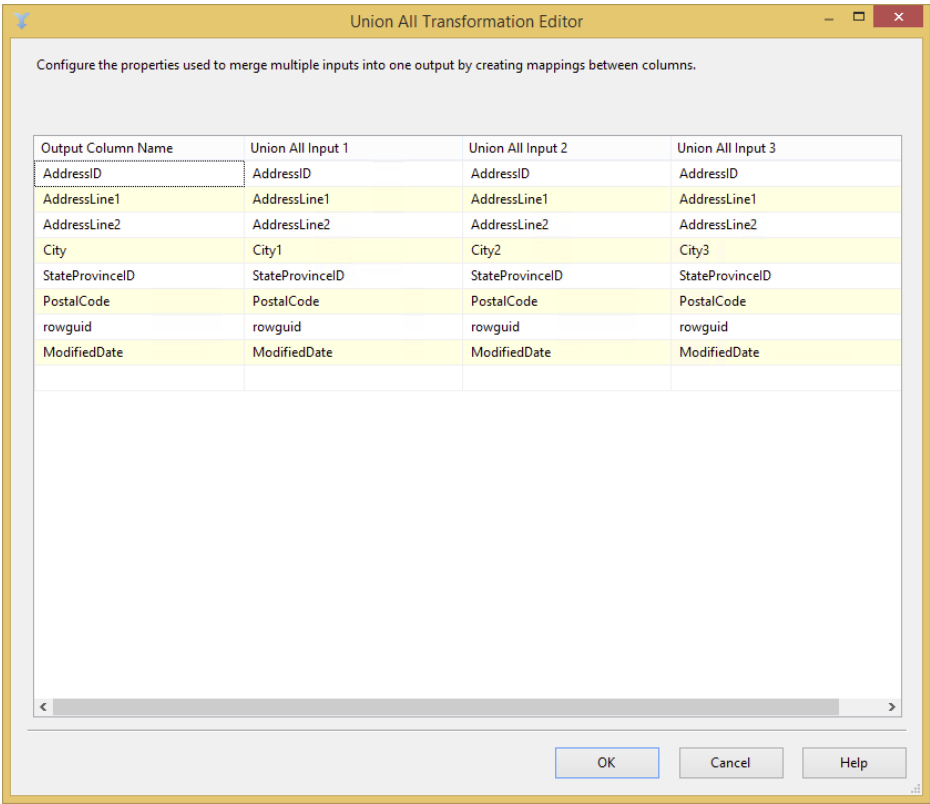 Union All Transformation Editor
Configure the properties used to merge multiple inputs into one output by creating mappings between columns.
Output Column Name Union All Input 1 Union All Input 2 Union All Input 3
AddressID AddressID AddressID AddressID
AddressLine1 AddressLine1 AddressLine1 AddressLine1
AddressLine2 AddressLine2 AddressLine2 AddressLine2
City City1 City2 City3
StateProvinceID StateProvinceID StateProvinceID StateProvinceID
PostalCode PostalCode PostalCode PostalCode
rowguid rowguid rowguid rowguid
ModifiedDate ModifiedDate ModifiedDate ModifiedDate
OK Cancel Help